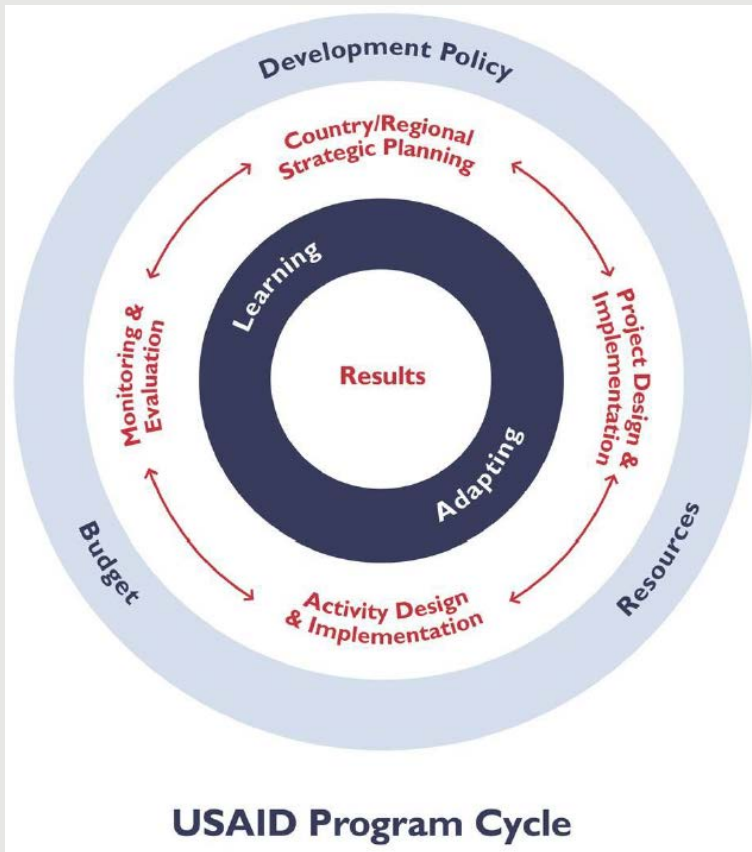 Development Policy
Country/Regional
Strategic Planning
Learning
Monitoring &
Evaluation
Results
Project Design &
Implementation
Adapting
Budget
Resources
Activity Design
& Implementation
USAID Program Cycle